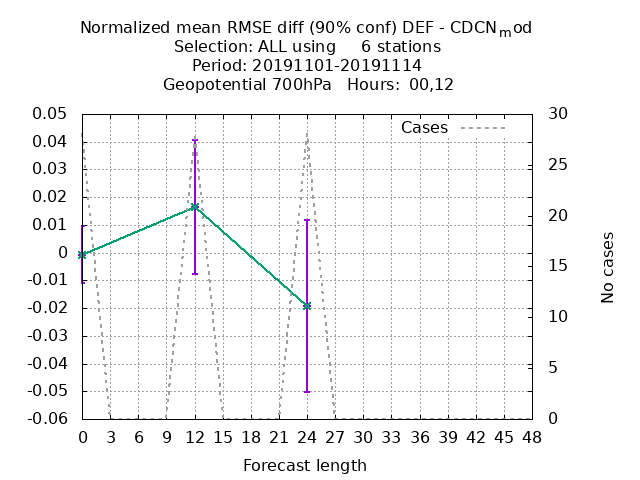 Normalized mean RMSE diff (90% conf) DEF - CDCNmod
Selection: ALL using     6 stations
Period: 20191101-20191114
Geopotential 700hPa   Hours: 00,12
Cases
0.05
0.04
0.03
0.02
0.01
0
-0.01
-0.02
-0.03
-0.04
-0.05
-0.06
30
25
20
15
10
5
0
No cases
0 3 6 9 12 15 18 21 24 27 30 33 36 39 42 45 48
Forecast length